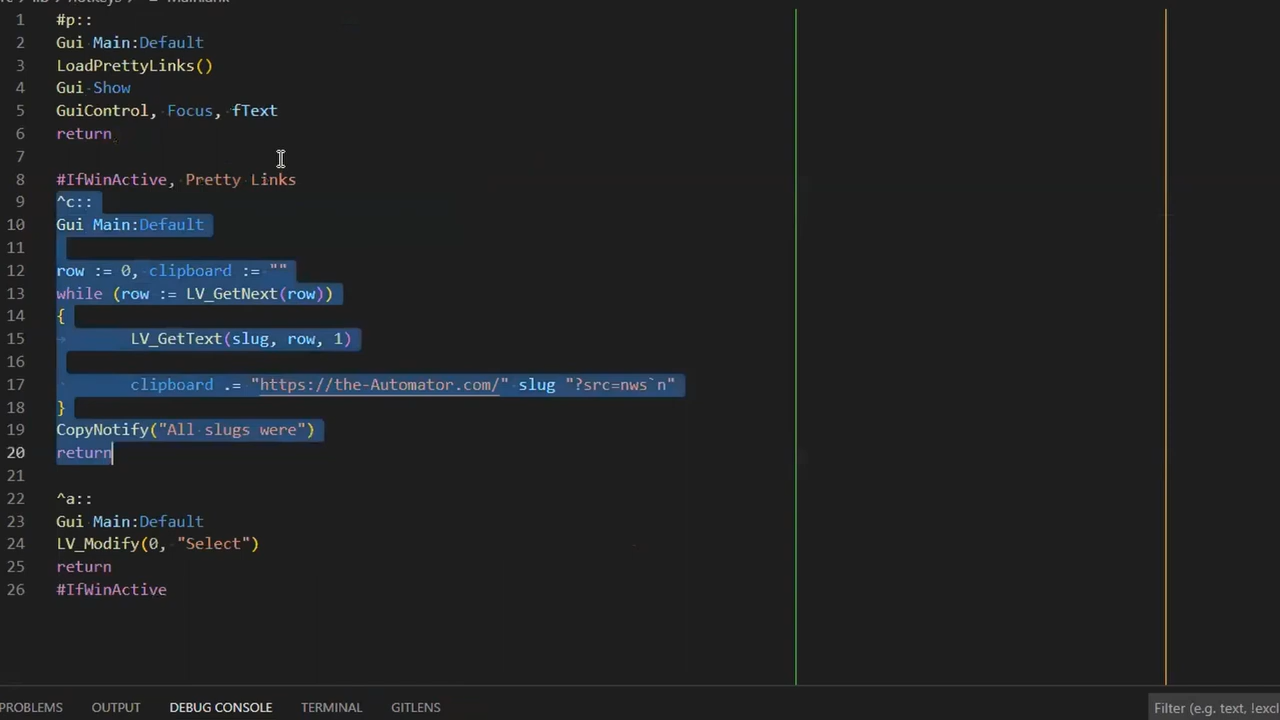 1 #p::
2 Gui Main:Default
3 LoadPrettyLinks()
4 Gui Show
5 GuiControl, Focus, fText
6 return
7
8 #IfWinActive, Pretty Links
9 ^c::
10 Gui Main:Default
11
12 row := 0, clipboard := ""
13 while (row := LV_GetNext(row))
14 {
15 LV_GetText(slug, row, 1)
16
17 clipboard .= "https://the-Automator.com/" slug "?src=nws`n"
18 }
19 CopyNotify("All slugs were")
20 return
21
22 ^a::
23 Gui Main:Default
24 LV_Modify(0, "Select")
25 return
26 #IfWinActive
PROBLEMS OUTPUT DEBUG CONSOLE TERMINAL GITLENS Filter (e.g. text, !excl